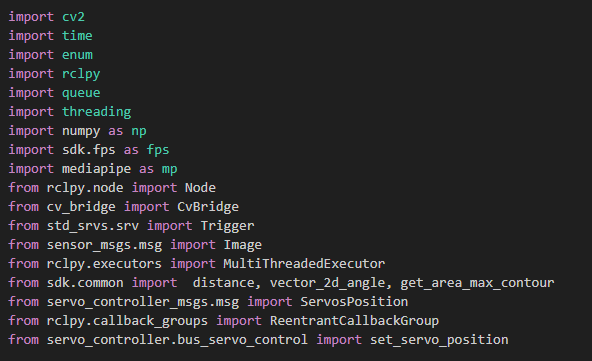 import cv2
import time
import enum
import rclpy
import queue
import threading
import numpy as np
import sdk.fps as fps
import mediapipe as mp
from rclpy.node import Node
from cv_bridge import CvBridge
from std_srvs.srv import Trigger
from sensor_msgs.msg import Image
from rclpy.executors import MultiThreadedExecutor
from sdk.common import  distance, vector_2d_angle, get_area_max_contour
from servo_controller_msgs.msg import ServosPosition
from rclpy.callback_groups import ReentrantCallbackGroup
from servo_controller.bus_servo_control import set_servo_position